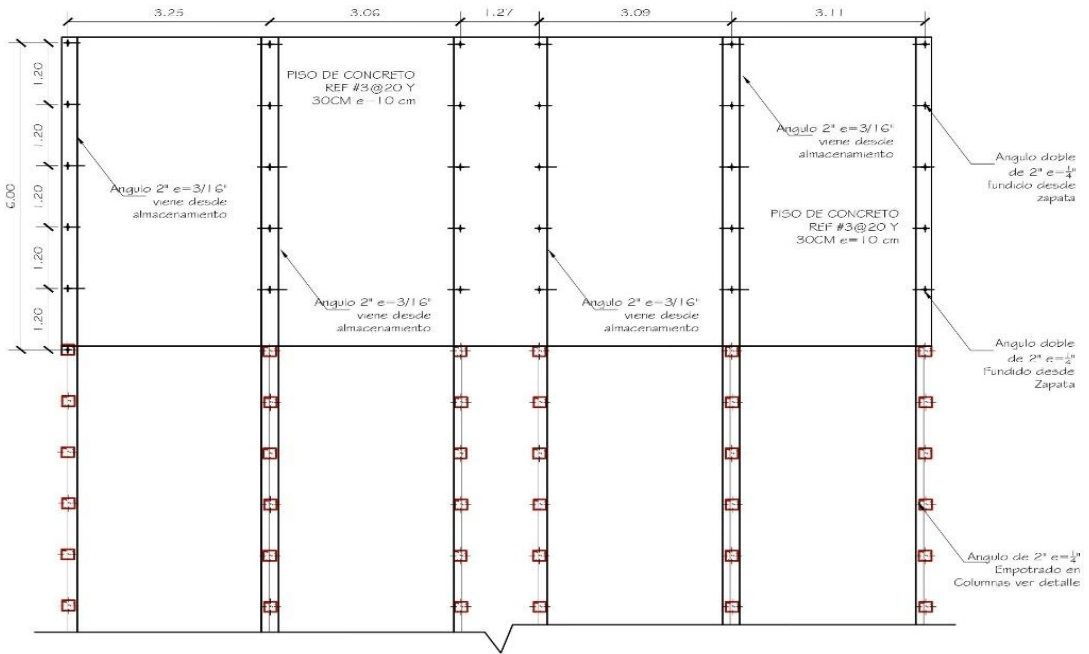 3.25
3.06
1.27
3.09
3.11
6.00
1.20
1.20
1.20
1.20
1.20
PISO DE CONCRETO
REF #3@20 Y
30CM e=10 cm
Angulo 2" e=3/16"
viene desde
almacenamiento
Angulo 2" e=3/16"
viene desde
almacenamiento
Angulo doble
de 2" e=1/4"
fundido desde
zapata
PISO DE CONCRETO
REF #3@20 Y
30CM e=10 cm
Angulo 2" e=3/16"
viene desde
almacenamiento
Angulo 2" e=3/16"
viene desde
almacenamiento
Angulo doble
de 2" e=1/4"
Fundido desde
Zapata
Angulo de 2" e=1/4"
Empotrado en
Columnas ver detalle